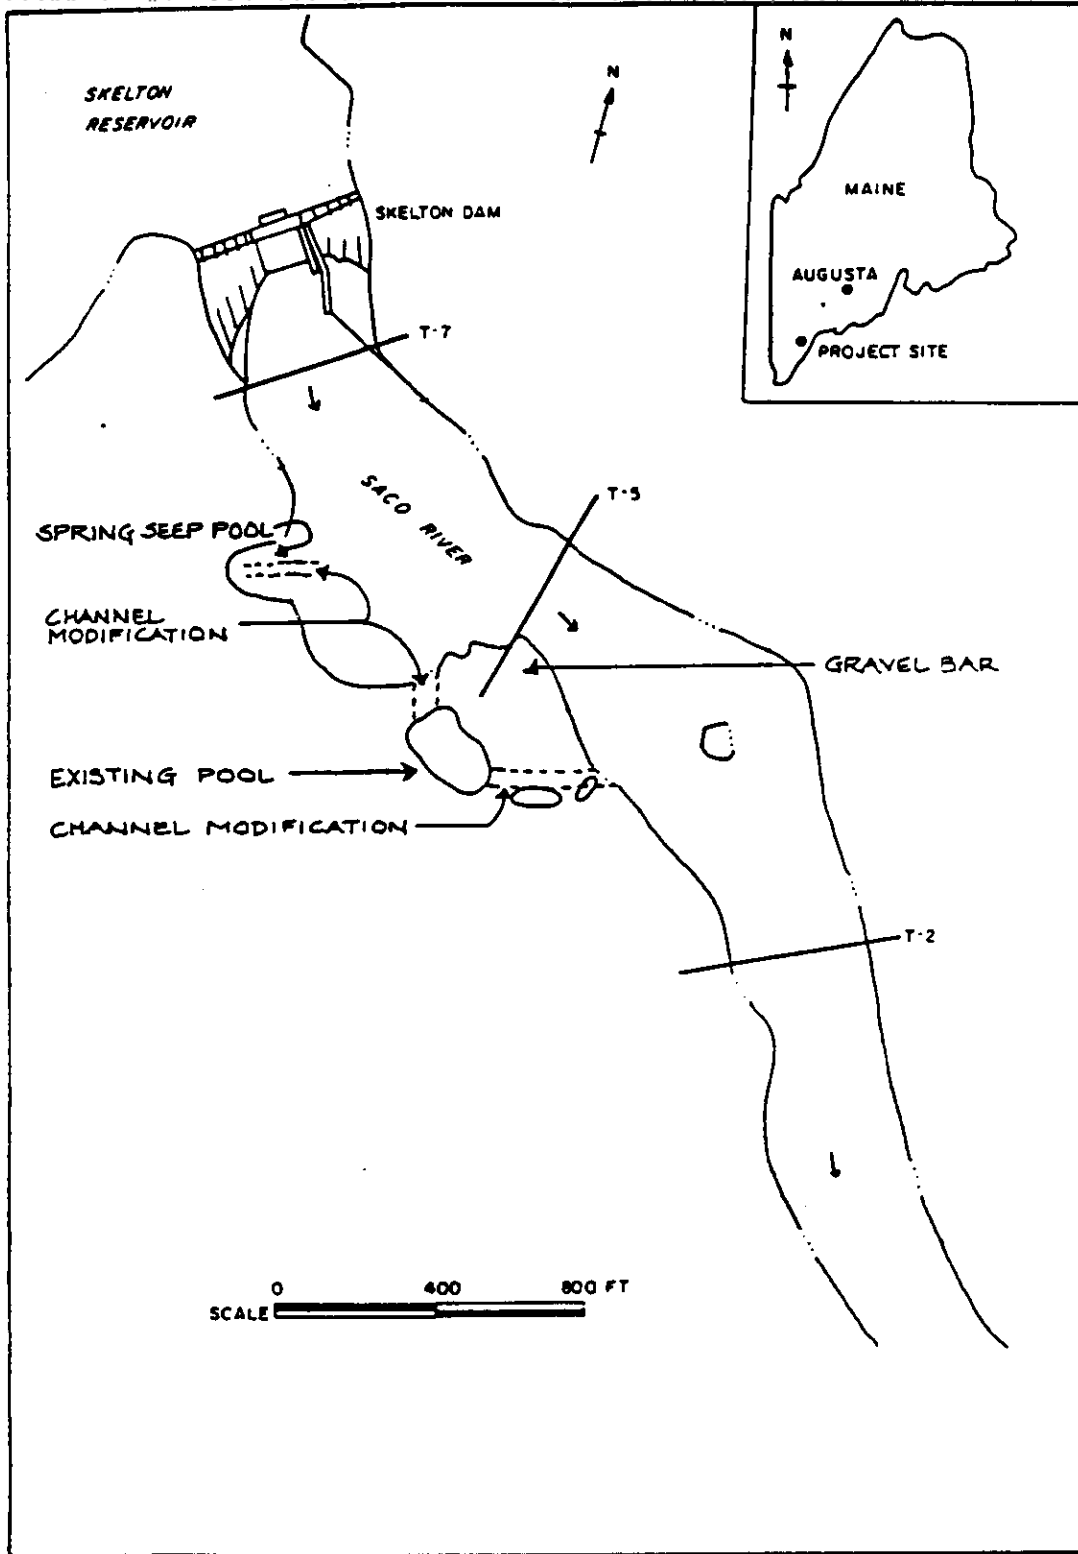 SKELTON
RESERVOIR
N
N
MAINE
SKELTON DAM
AUGUSTA
T-7
PROJECT SITE
SACO RIVER
T-5
SPRING SEEP POOL
CHANNEL
MODIFICATION
GRAVEL BAR
EXISTING POOL
CHANNEL MODIFICATION
T-2
0 400 800 FT
SCALE